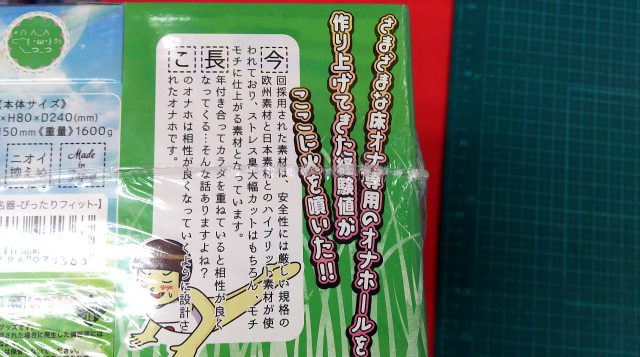 さまざまな床オナ専用のオナホールを
作り上げてきた経験値が
ここに火を噴いた!!
今回採用された素材は、安全性には厳しい規格の
欧州素材と日本素材とのハイブリット素材が使
われており、ストレス臭大幅カットはもちろん、モチ
モチに仕上がる素材となっています。
長年付き合ってカラダを重ねていると相性が良く
なってくる…そんな話ありますよね？
このオナホは相性が良くなっていくように設計さ
れたオナホです。
《本体サイズ》
×H80×D240(mm)
150mm《重量》1600g
ニオイ
控えめ
Made
in
名器-ぴったりフィット-】